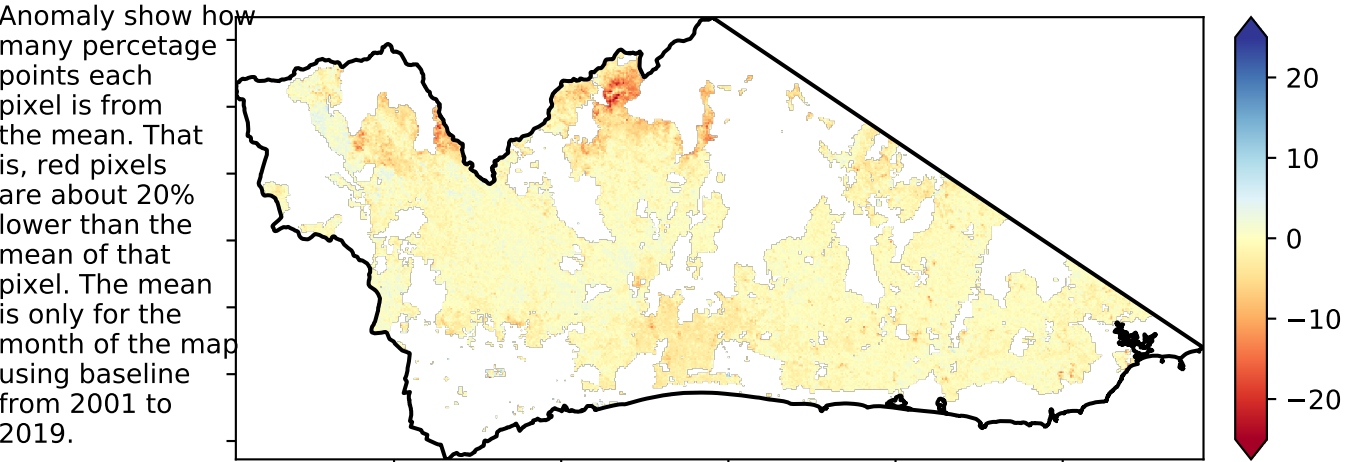 Anomaly show how
many percetage
points each
pixel is from
the mean. That
is, red pixels
are about 20%
lower than the
mean of that
pixel. The mean
is only for the
month of the map
using baseline
from 2001 to
2019.
20
10
0
−10
−20